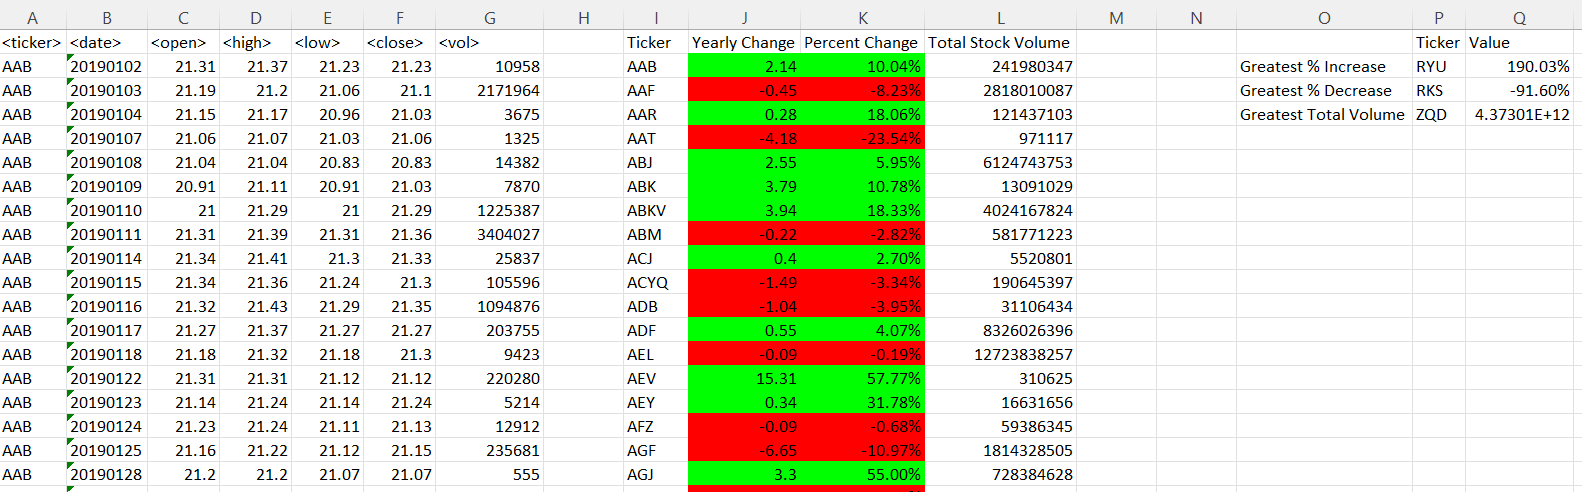 A B C D E F G H I J K L M N O P Q
<ticker> <date> <open> <high> <low> <close> <vol> Ticker Yearly Change Percent Change Total Stock Volume Ticker Value
AAB 20190102 21.31 21.37 21.23 21.23 10958 AAB 2.14 10.04% 241980347 Greatest % Increase RYU 190.03%
AAB 20190103 21.19 21.2 21.06 21.1 2171964 AAF -0.45 -8.23% 2818010087 Greatest % Decrease RKS -91.60%
AAB 20190104 21.15 21.17 20.96 21.03 3675 AAR 0.28 18.06% 121437103 Greatest Total Volume ZQD 4.37301E+12
AAB 20190107 21.06 21.07 21.03 21.06 1325 AAT -4.18 -23.54% 971117
AAB 20190108 21.04 21.04 20.83 20.83 14382 ABJ 2.55 5.95% 6124743753
AAB 20190109 20.91 21.11 20.91 21.03 7870 ABK 3.79 10.78% 13091029
AAB 20190110 21 21.29 21 21.29 1225387 ABKV 3.94 18.33% 4024167824
AAB 20190111 21.31 21.39 21.31 21.36 3404027 ABM -0.22 -2.82% 581771223
AAB 20190114 21.34 21.41 21.3 21.33 25837 ACJ 0.4 2.70% 5520801
AAB 20190115 21.34 21.36 21.24 21.3 105596 ACYQ -1.49 -3.34% 190645397
AAB 20190116 21.32 21.43 21.29 21.35 1094876 ADB -1.04 -3.95% 31106434
AAB 20190117 21.27 21.37 21.27 21.27 203755 ADF 0.55 4.07% 8326026396
AAB 20190118 21.18 21.32 21.18 21.3 9423 AEL -0.09 -0.19% 12723838257
AAB 20190122 21.31 21.31 21.12 21.12 220280 AEV 15.31 57.77% 310625
AAB 20190123 21.14 21.24 21.14 21.24 5214 AEY 0.34 31.78% 16631656
AAB 20190124 21.23 21.24 21.11 21.13 12912 AFZ -0.09 -0.68% 59386345
AAB 20190125 21.16 21.22 21.12 21.15 235681 AGF -6.65 -10.97% 1814328505
AAB 20190128 21.2 21.2 21.07 21.07 555 AGJ 3.3 55.00% 728384628